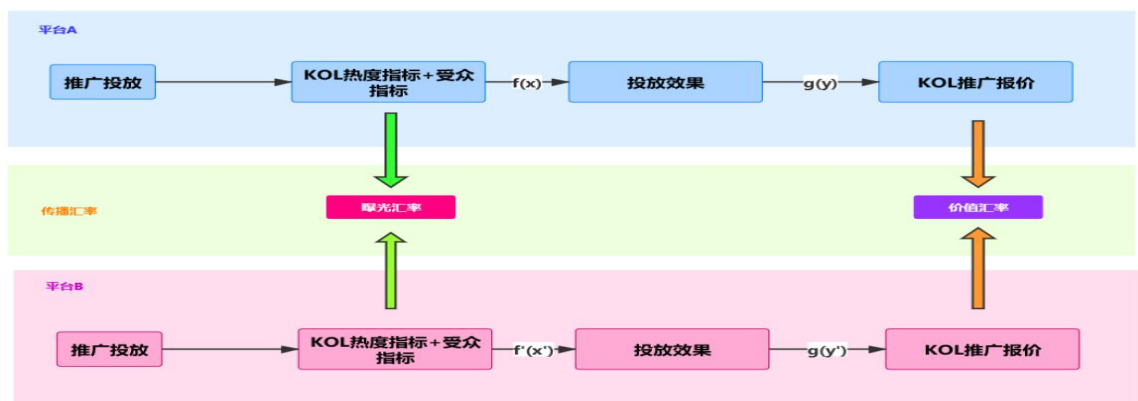 平台A
推广投放
KOL热度指标+受众
指标
f(x)
投放效果
g(y)
KOL推广报价
传播汇率
曝光汇率
价值汇率
平台B
推广投放
KOL热度指标+受众
指标
f'(x')
投放效果
g(y')
KOL推广报价